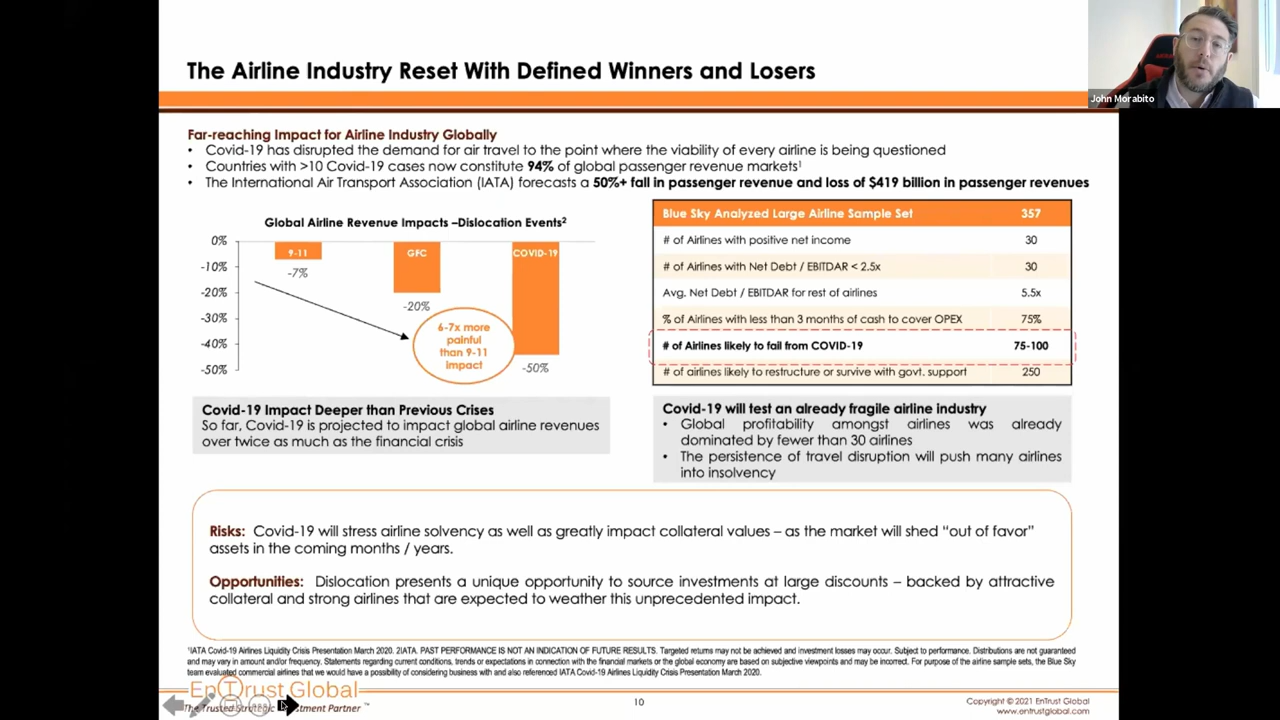 The Airline Industry Reset With Defined Winners and Losers
John Morabito
Far-reaching Impact for Airline Industry Globally
• Covid-19 has disrupted the demand for air travel to the point where the viability of every airline is being questioned
• Countries with >10 Covid-19 cases now constitute 94% of global passenger revenue markets¹
• The International Air Transport Association (IATA) forecasts a 50%+ fall in passenger revenue and loss of $419 billion in passenger revenues
Global Airline Revenue Impacts –Dislocation Events²
0%
-10%
-20%
-30%
-40%
-50%
9-11
-7%
GFC
-20%
COVID-19
-50%
6-7x more
painful
than 9-11
impact
Blue Sky Analyzed Large Airline Sample Set 357
# of Airlines with positive net income 30
# of Airlines with Net Debt / EBITDAR < 2.5x 30
Avg. Net Debt / EBITDAR for rest of airlines 5.5x
% of Airlines with less than 3 months of cash to cover OPEX 75%
# of Airlines likely to fail from COVID-19 75-100
# of airlines likely to restructure or survive with govt. support 250
Covid-19 Impact Deeper than Previous Crises
So far, Covid-19 is projected to impact global airline revenues
over twice as much as the financial crisis
Covid-19 will test an already fragile airline industry
• Global profitability amongst airlines was already
dominated by fewer than 30 airlines
• The persistence of travel disruption will push many airlines
into insolvency
Risks: Covid-19 will stress airline solvency as well as greatly impact collateral values – as the market will shed “out of favor”
assets in the coming months / years.
Opportunities: Dislocation presents a unique opportunity to source investments at large discounts – backed by attractive
collateral and strong airlines that are expected to weather this unprecedented impact.
¹IATA Covid-19 Airlines Liquidity Crisis Presentation March 2020. 2IATA. PAST PERFORMANCE IS NOT AN INDICATION OF FUTURE RESULTS. Targeted returns may not be achieved and investment losses may occur. Subject to performance. Distributions are not guaranteed
and may vary in amount and/or frequency. Statements regarding current conditions, trends or expectations in connection with the financial markets or the global economy are based on subjective viewpoints and may be incorrect. For purpose of the airline sample sets, the Blue Sky
team evaluated commercial airlines that we would have a possibility of considering business with and also referenced IATA Covid-19 Airlines Liquidity Crisis Presentation March 2020.
EnTrust Global
The Trusted Strategic Investment Partner ™
10
Copyright © 2021 EnTrust Global
www.entrustglobal.com